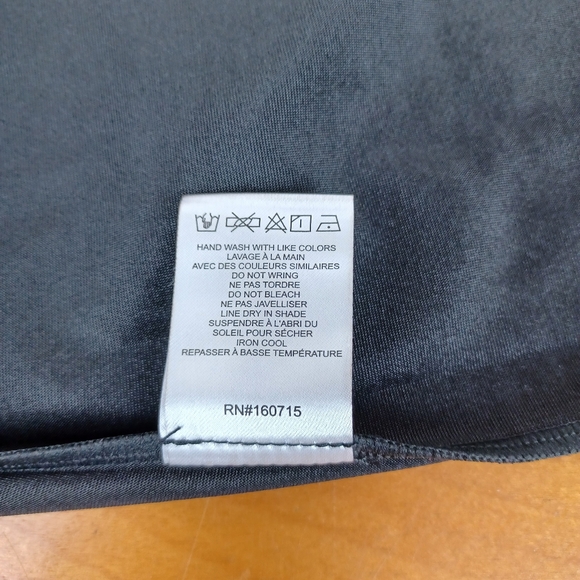 HAND WASH WITH LIKE COLORS
LAVAGE À LA MAIN
AVEC DES COULEURS SIMILAIRES
DO NOT WRING
NE PAS TORDRE
DO NOT BLEACH
NE PAS JAVELLISER
LINE DRY IN SHADE
SUSPENDRE À L'ABRI DU
SOLEIL POUR SÉCHER
IRON COOL
REPASSER À BASSE TEMPÉRATURE
RN#160715